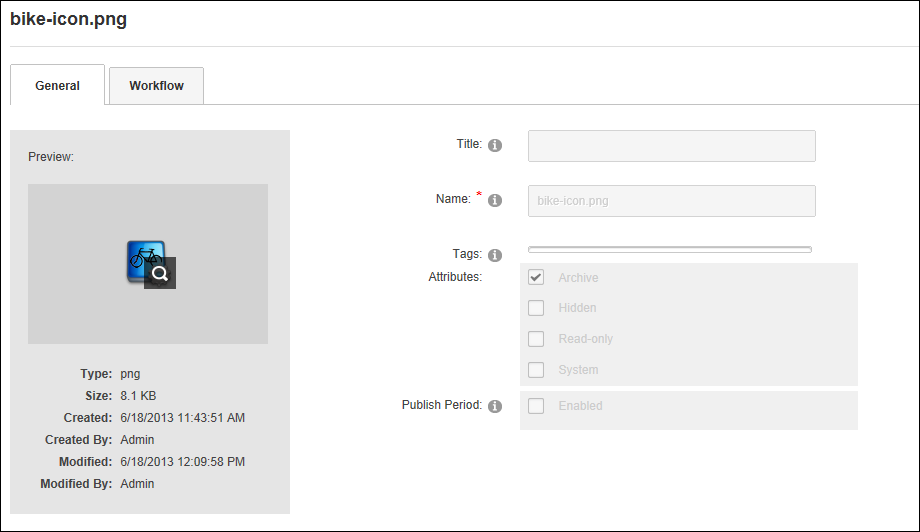 bike-icon.png
General
Workflow
Preview:
Type: png
Size: 8.1 KB
Created: 6/18/2013 11:43:51 AM
Created By: Admin
Modified: 6/18/2013 12:09:58 PM
Modified By: Admin
Title:
Name: * bike-icon.png
Tags:
Attributes:
Archive
Hidden
Read-only
System
Publish Period: Enabled